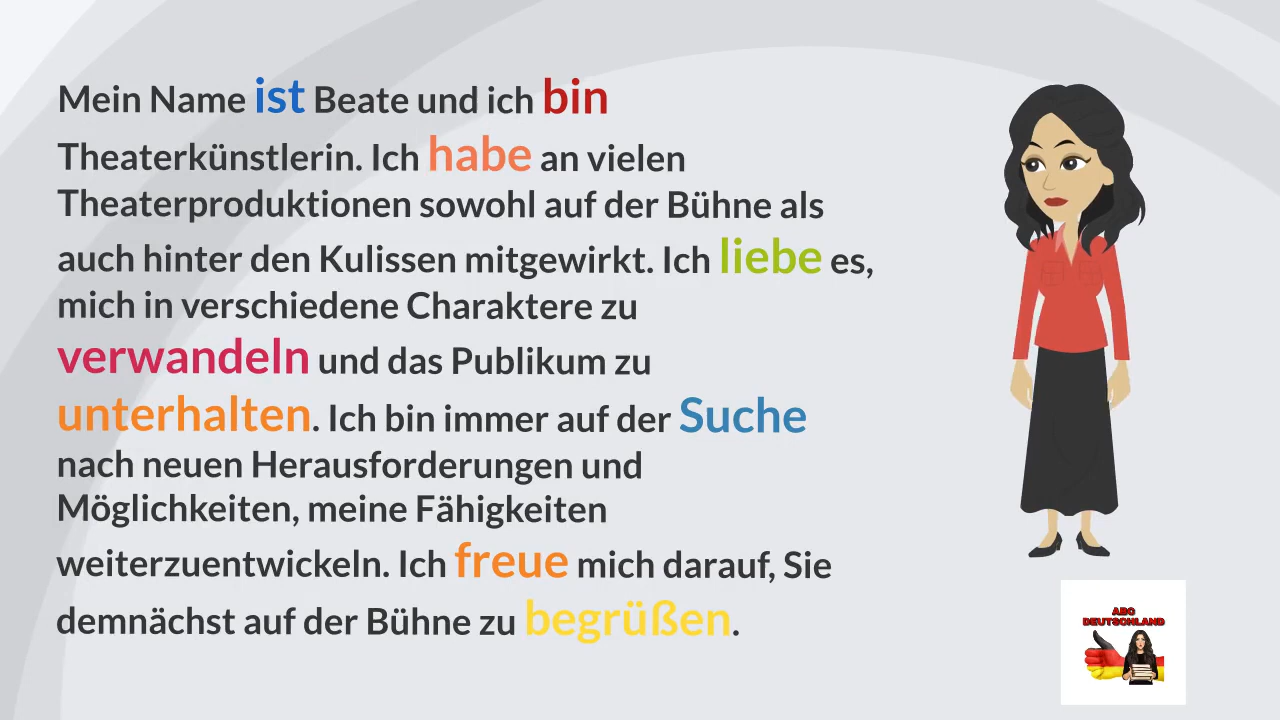 Mein Name ist Beate und ich bin
Theaterkünstlerin. Ich habe an vielen
Theaterproduktionen sowohl auf der Bühne als
auch hinter den Kulissen mitgewirkt. Ich liebe es,
mich in verschiedene Charaktere zu
verwandeln und das Publikum zu
unterhalten. Ich bin immer auf der Suche
nach neuen Herausforderungen und
Möglichkeiten, meine Fähigkeiten
weiterzuentwickeln. Ich freue mich darauf, Sie
demnächst auf der Bühne zu begrüßen.
ABC
DEUTSCHLAND